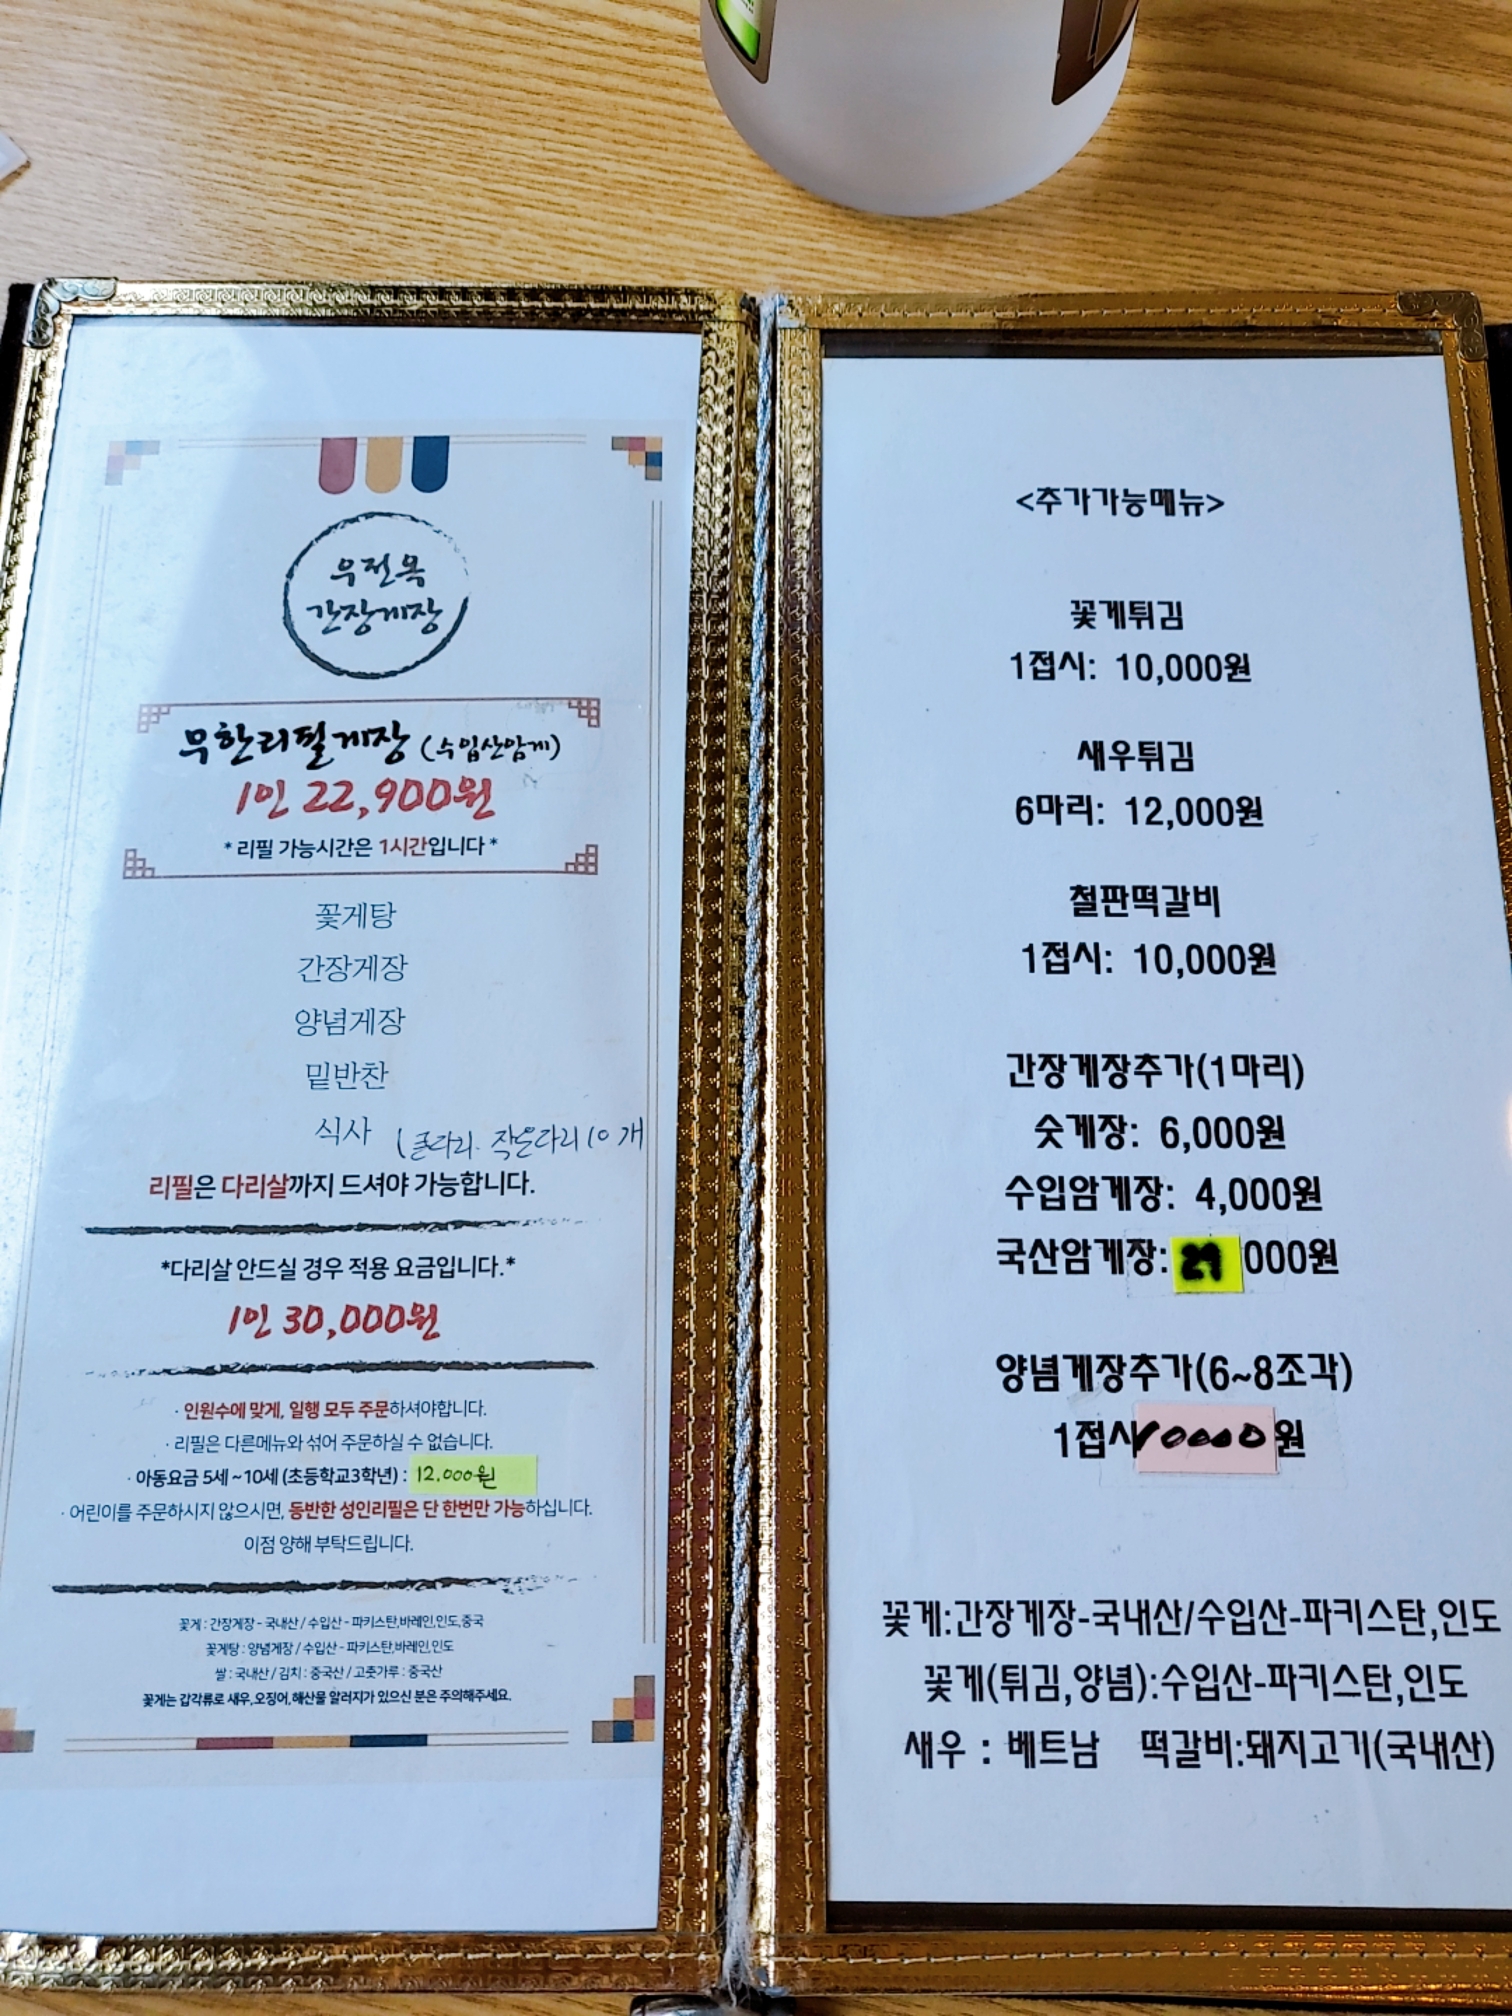 우전옥
간장게장
무한리필게장 (수입산암게)
1인 22,900원
* 리필 가능시간은 1시간입니다 *
꽃게탕
간장게장
양념게장
밑반찬
식사 (큰다리. 작은다리 10개
리필은 다리살까지 드셔야 가능합니다.
*다리살 안드실 경우 적용 요금입니다.*
1인 30,000원
· 인원수에 맞게, 일행 모두 주문하셔야합니다.
· 리필은 다른메뉴와 섞어 주문하실 수 없습니다.
· 아동요금 5세 ~ 10세 (초등학교3학년) : 12,000원
· 어린이를 주문하시지 않으시면, 동반한 성인리필은 단 한번만 가능하십니다.
이점 양해 부탁드립니다.
꽃게 : 간장게장 - 국내산 / 수입산 - 파키스탄,바레인,인도,중국
꽃게탕 : 양념게장 / 수입산 - 파키스탄,바레인,인도
쌀 : 국내산 / 김치 : 중국산 / 고춧가루 : 중국산
꽃게는 갑각류로 새우,오징어,해산물 알러지가 있으신 분은 주의해주세요.
<추가가능메뉴>
꽃게튀김
1접시: 10,000원
새우튀김
6마리: 12,000원
철판떡갈비
1접시: 10,000원
간장게장추가(1마리)
숫게장: 6,000원
수입암게장: 4,000원
국산암게장: 29 000원
양념게장추가(6~8조각)
1접시 10000원
꽃게:간장게장-국내산/수입산-파키스탄,인도
꽃게(튀김,양념):수입산-파키스탄,인도
새우 : 베트남 떡갈비:돼지고기(국내산)